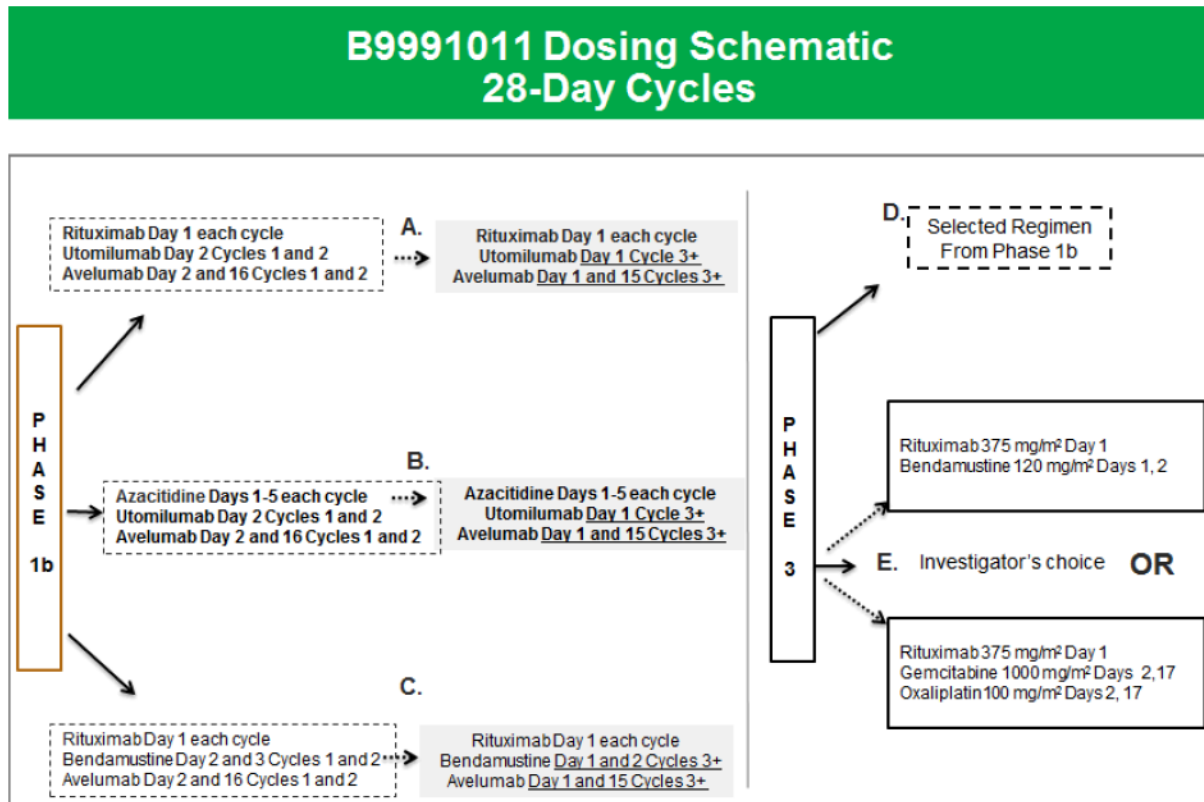 B9991011 Dosing Schematic
28-Day Cycles
PHASE 1b
A.
Rituximab Day 1 each cycle
Utomilumab Day 2 Cycles 1 and 2
Avelumab Day 2 and 16 Cycles 1 and 2
Rituximab Day 1 each cycle
Utomilumab Day 1 Cycle 3+
Avelumab Day 1 and 15 Cycles 3+
B.
Azacitidine Days 1-5 each cycle
Utomilumab Day 2 Cycles 1 and 2
Avelumab Day 2 and 16 Cycles 1 and 2
Azacitidine Days 1-5 each cycle
Utomilumab Day 1 Cycle 3+
Avelumab Day 1 and 15 Cycles 3+
C.
Rituximab Day 1 each cycle
Bendamustine Day 2 and 3 Cycles 1 and 2
Avelumab Day 2 and 16 Cycles 1 and 2
Rituximab Day 1 each cycle
Bendamustine Day 1 and 2 Cycles 3+
Avelumab Day 1 and 15 Cycles 3+
PHASE 3
D.
Selected Regimen
From Phase 1b
Rituximab 375 mg/m² Day 1
Bendamustine 120 mg/m² Days 1, 2
E. Investigator's choice OR
Rituximab 375 mg/m² Day 1
Gemcitabine 1000 mg/m² Days 2,17
Oxaliplatin 100 mg/m² Days 2, 17